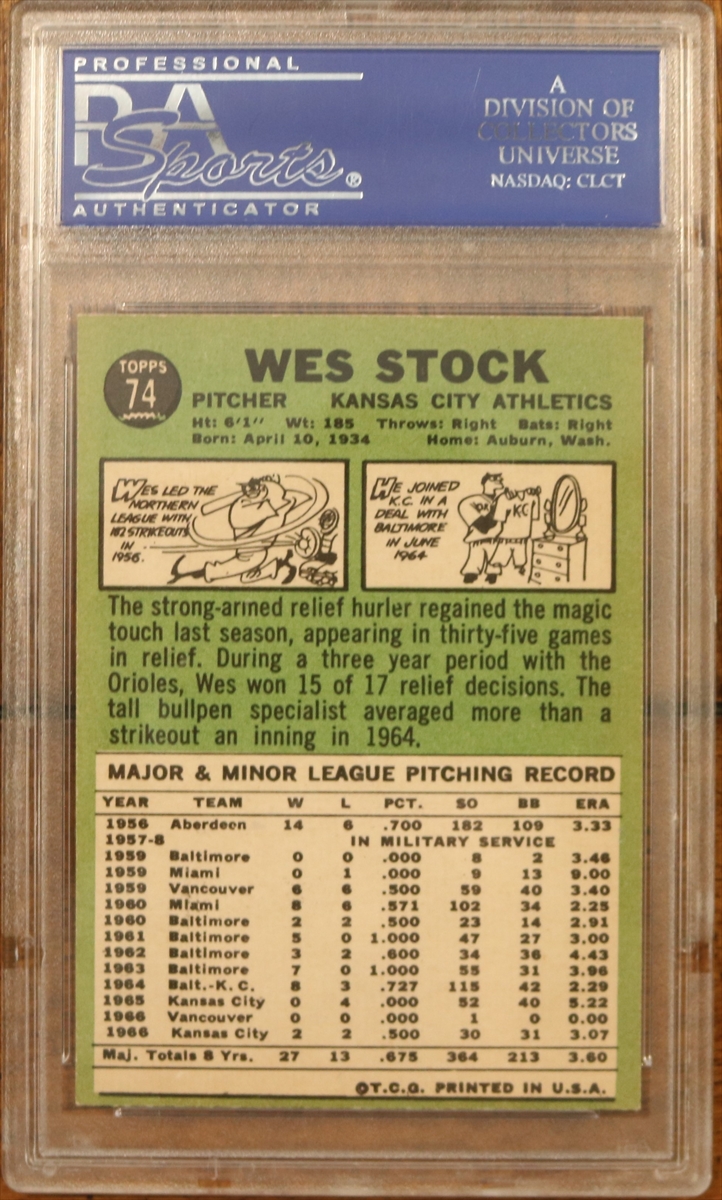 PROFESSIONAL
PSA
Sports®
AUTHENTICATOR
A
DIVISION OF
COLLECTORS
UNIVERSE
NASDAQ: CLCT
TOPPS
74
WES STOCK
PITCHER KANSAS CITY ATHLETICS
Ht: 6'1" Wt: 185 Throws: Right Bats: Right
Born: April 10, 1934 Home: Auburn, Wash.
WES LED THE
NORTHERN
LEAGUE WITH
182 STRIKEOUTS
IN
1956.
HE JOINED
K.C. IN A
DEAL WITH
BALTIMORE
IN JUNE
1964
KC
The strong-armed relief hurler regained the magic
touch last season, appearing in thirty-five games
in relief. During a three year period with the
Orioles, Wes won 15 of 17 relief decisions. The
tall bullpen specialist averaged more than a
strikeout an inning in 1964.
MAJOR & MINOR LEAGUE PITCHING RECORD
YEAR TEAM W L PCT. SO BB ERA
1956 Aberdeen 14 6 .700 182 109 3.33
1957-8 IN MILITARY SERVICE
1959 Baltimore 0 0 .000 8 2 3.46
1959 Miami 0 1 .000 9 13 9.00
1959 Vancouver 6 6 .500 59 40 3.40
1960 Miami 8 6 .571 102 34 2.25
1960 Baltimore 2 2 .500 23 14 2.91
1961 Baltimore 5 0 1.000 47 27 3.00
1962 Baltimore 3 2 .600 34 36 4.43
1963 Baltimore 7 0 1.000 55 31 3.96
1964 Balt.-K.C. 8 3 .727 115 42 2.29
1965 Kansas City 0 4 .000 52 40 5.22
1966 Vancouver 0 0 .000 1 0 0.00
1966 Kansas City 2 2 .500 30 31 3.07
Maj. Totals 8 Yrs. 27 13 .675 364 213 3.60
©T.C.G. PRINTED IN U.S.A.